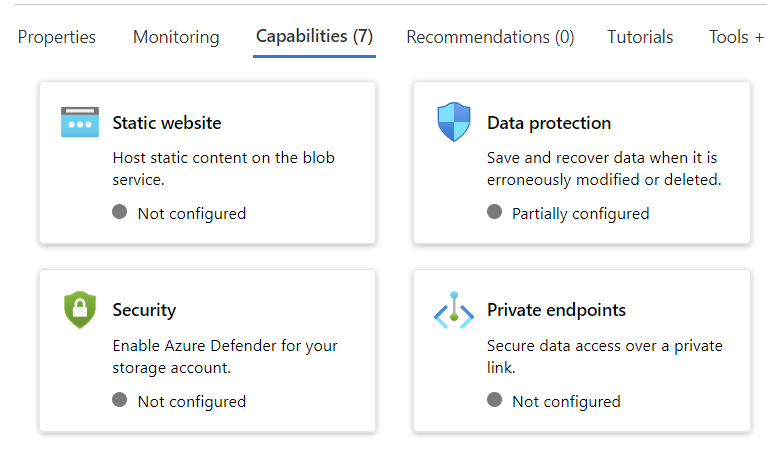 Properties Monitoring Capabilities (7) Recommendations (0) Tutorials Tools +
Static website
Host static content on the blob
service.
Not configured
Data protection
Save and recover data when it is
erroneously modified or deleted.
Partially configured
Security
Enable Azure Defender for your
storage account.
Not configured
Private endpoints
Secure data access over a private
link.
Not configured